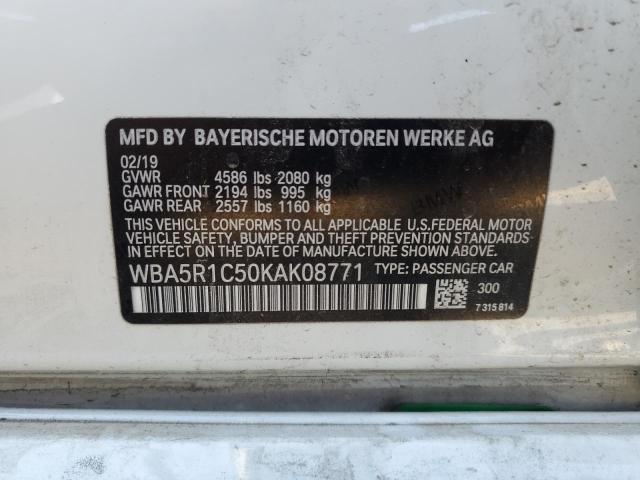 MFD BY BAYERISCHE MOTOREN WERKE AG
02/19
GVWR 4586 lbs 2080 kg
GAWR FRONT 2194 lbs 995 kg
GAWR REAR 2557 lbs 1160 kg
THIS VEHICLE CONFORMS TO ALL APPLICABLE U.S.FEDERAL MOTOR
VEHICLE SAFETY, BUMPER AND THEFT PREVENTION STANDARDS
IN EFFECT ON THE DATE OF MANUFACTURE SHOWN ABOVE.
WBA5R1C50KAK08771 TYPE: PASSENGER CAR
300
7 315 814
BMW